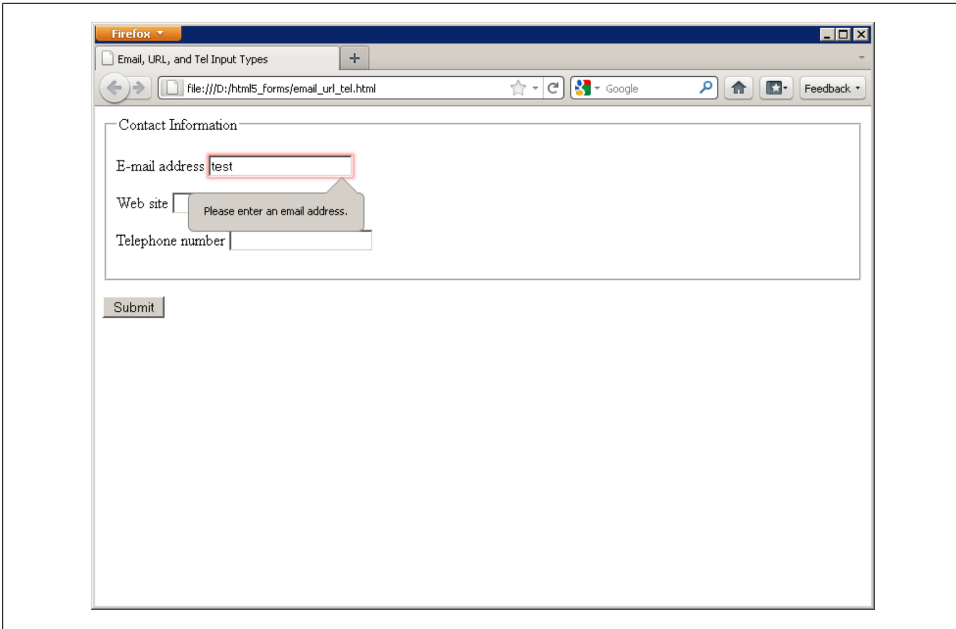 Firefox
Email, URL, and Tel Input Types
file:///D:/html5_forms/email_url_tel.html
Google
Feedback
Contact Information
E-mail address test
Web site
Please enter an email address.
Telephone number
Submit